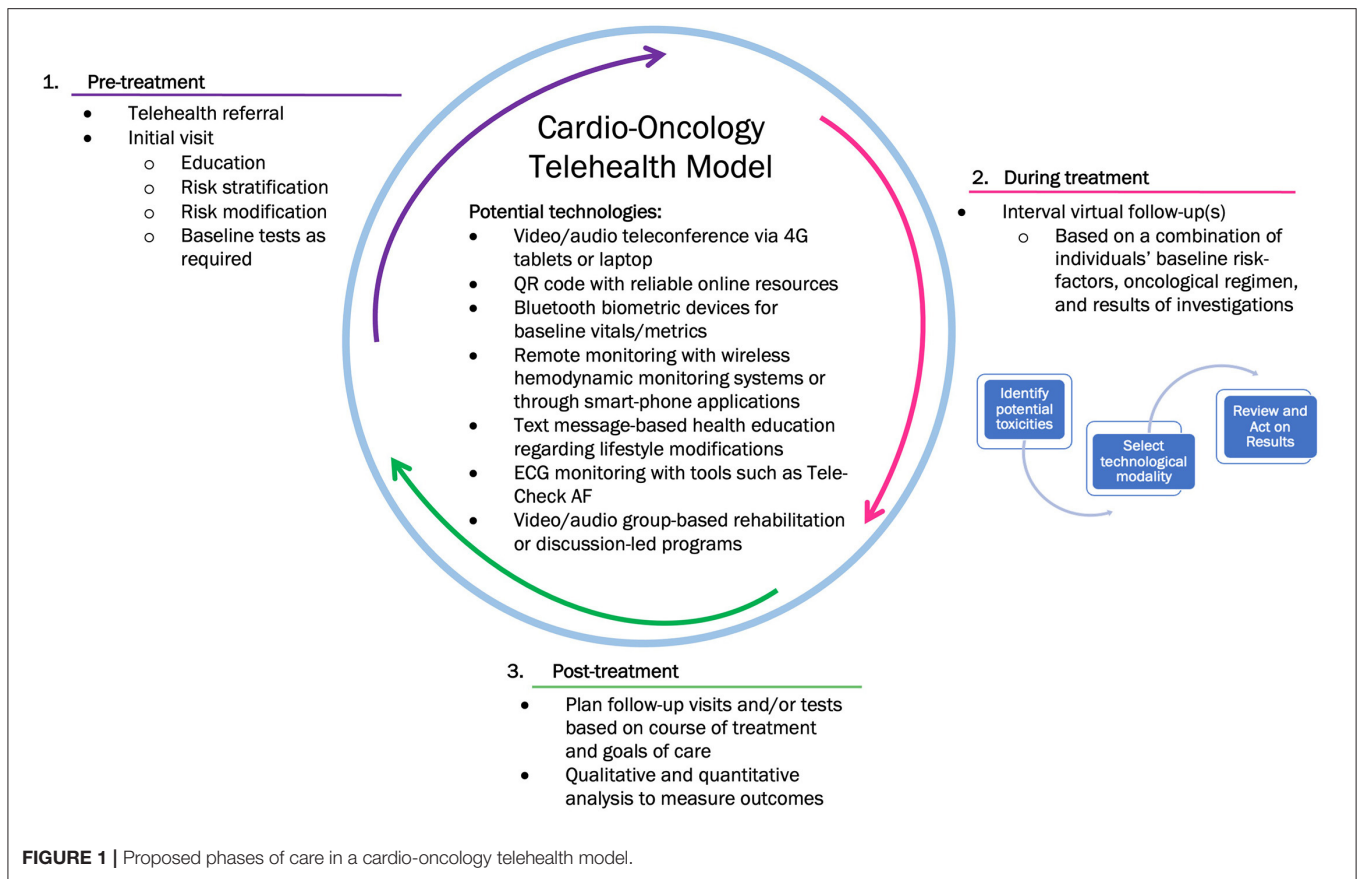 1. Pre-treatment
• Telehealth referral
• Initial visit
o Education
o Risk stratification
o Risk modification
o Baseline tests as
required
Cardio-Oncology
Telehealth Model
Potential technologies:
• Video/audio teleconference via 4G
tablets or laptop
• QR code with reliable online resources
• Bluetooth biometric devices for
baseline vitals/metrics
• Remote monitoring with wireless
hemodynamic monitoring systems or
through smart-phone applications
• Text message-based health education
regarding lifestyle modifications
• ECG monitoring with tools such as Tele-
Check AF
• Video/audio group-based rehabilitation
or discussion-led programs
2. During treatment
• Interval virtual follow-up(s)
o Based on a combination of
individuals’ baseline risk-
factors, oncological regimen,
and results of investigations
Identify
potential
toxicities
Select
technological
modality
Review and
Act on
Results
3. Post-treatment
• Plan follow-up visits and/or tests
based on course of treatment
and goals of care
• Qualitative and quantitative
analysis to measure outcomes
FIGURE 1 | Proposed phases of care in a cardio-oncology telehealth model.